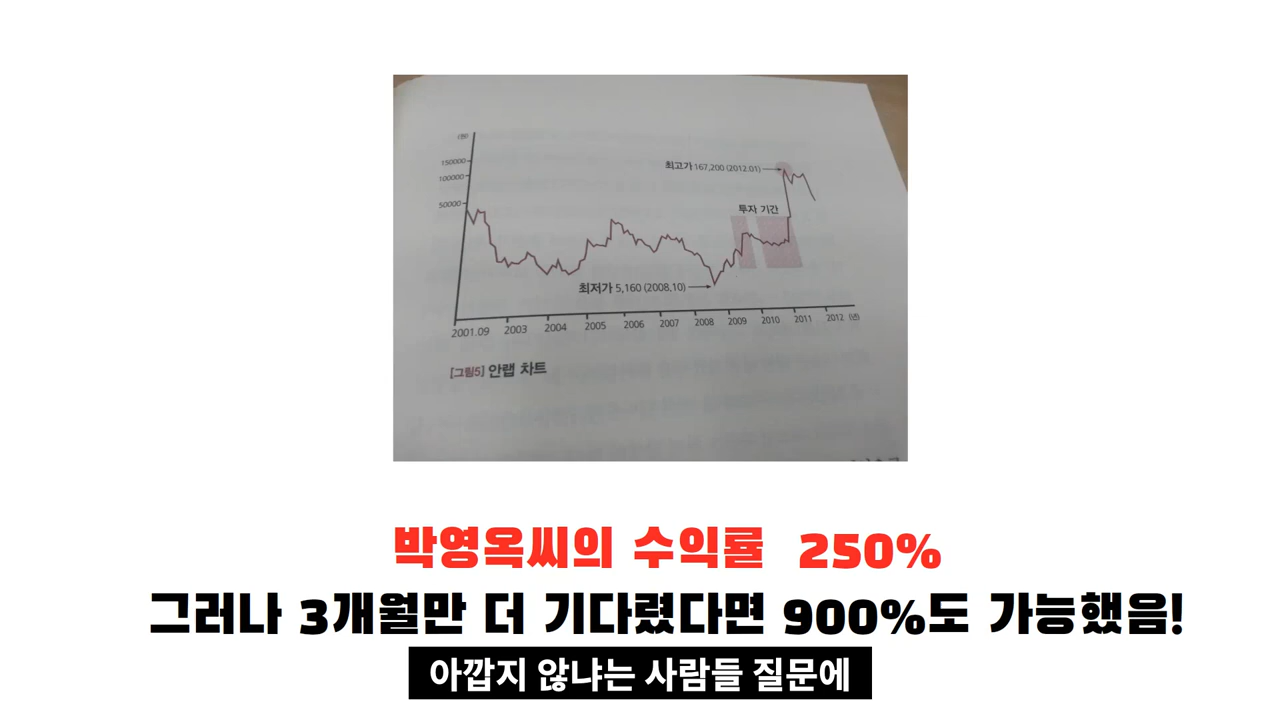 (원)
150000
100000
50000
최고가 167,200 (2012.01)
투자 기간
최저가 5,160 (2008.10)
2001.09 2003 2004 2005 2006 2007 2008 2009 2010 2011 2012 (년)
[그림5] 안랩 차트
박영옥씨의 수익률 250%
그러나 3개월만 더 기다렸다면 900%도 가능했음!
아깝지 않냐는 사람들 질문에